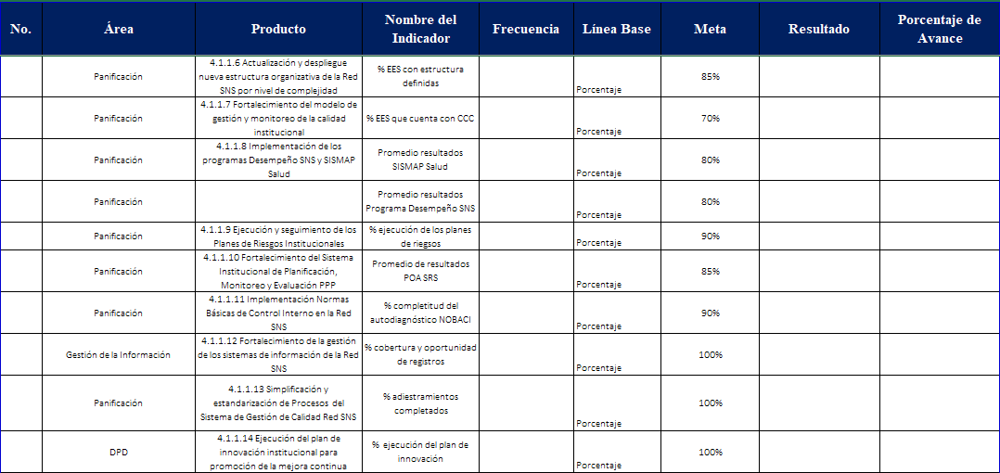 No.
Área
Producto
Nombre del
Indicador
Frecuencia
Línea Base
Meta
Resultado
Porcentaje de
Avance
Panificación
4.1.1.6 Actualización y despliegue
nueva estructura organizativa de la Red
SNS por nivel de complejidad
% EES con estructura
definidas
Porcentaje
85%
Panificación
4.1.1.7 Fortalecimiento del modelo de
gestión y monitoreo de la calidad
institucional
% EES que cuenta con CCC
Porcentaje
70%
Panificación
4.1.1.8 Implementación de los
programas Desempeño SNS y SISMAP
Salud
Promedio resultados
SISMAP Salud
Porcentaje
80%
Panificación
Promedio resultados
Programa Desempeño SNS
Porcentaje
80%
Panificación
4.1.1.9 Ejecución y seguimiento de los
Planes de Riesgos Institucionales
% ejecución de los planes
de riegsos
Porcentaje
90%
Panificación
4.1.1.10 Fortalecimiento del Sistema
Institucional de Planificación,
Monitoreo y Evaluación PPP
Promedio de resultados
POA SRS
Porcentaje
85%
Panificación
4.1.1.11 Implementación Normas
Básicas de Control Interno en la Red
SNS
% completitud del
autodiagnóstico NOBACI
Porcentaje
90%
Gestión de la Información
4.1.1.12 Fortalecimiento de la gestión
de los sistemas de información de la Red
SNS
% cobertura y oportunidad
de registros
Porcentaje
100%
Panificación
4.1.1.13 Simplificación y
estandarización de Procesos del
Sistema de Gestión de Calidad Red SNS
% adiestramientos
completados
Porcentaje
100%
DPD
4.1.1.14 Ejecución del plan de
innovación institucional para
promoción de la mejora continua
% ejecución del plan de
innovación
Porcentaje
100%